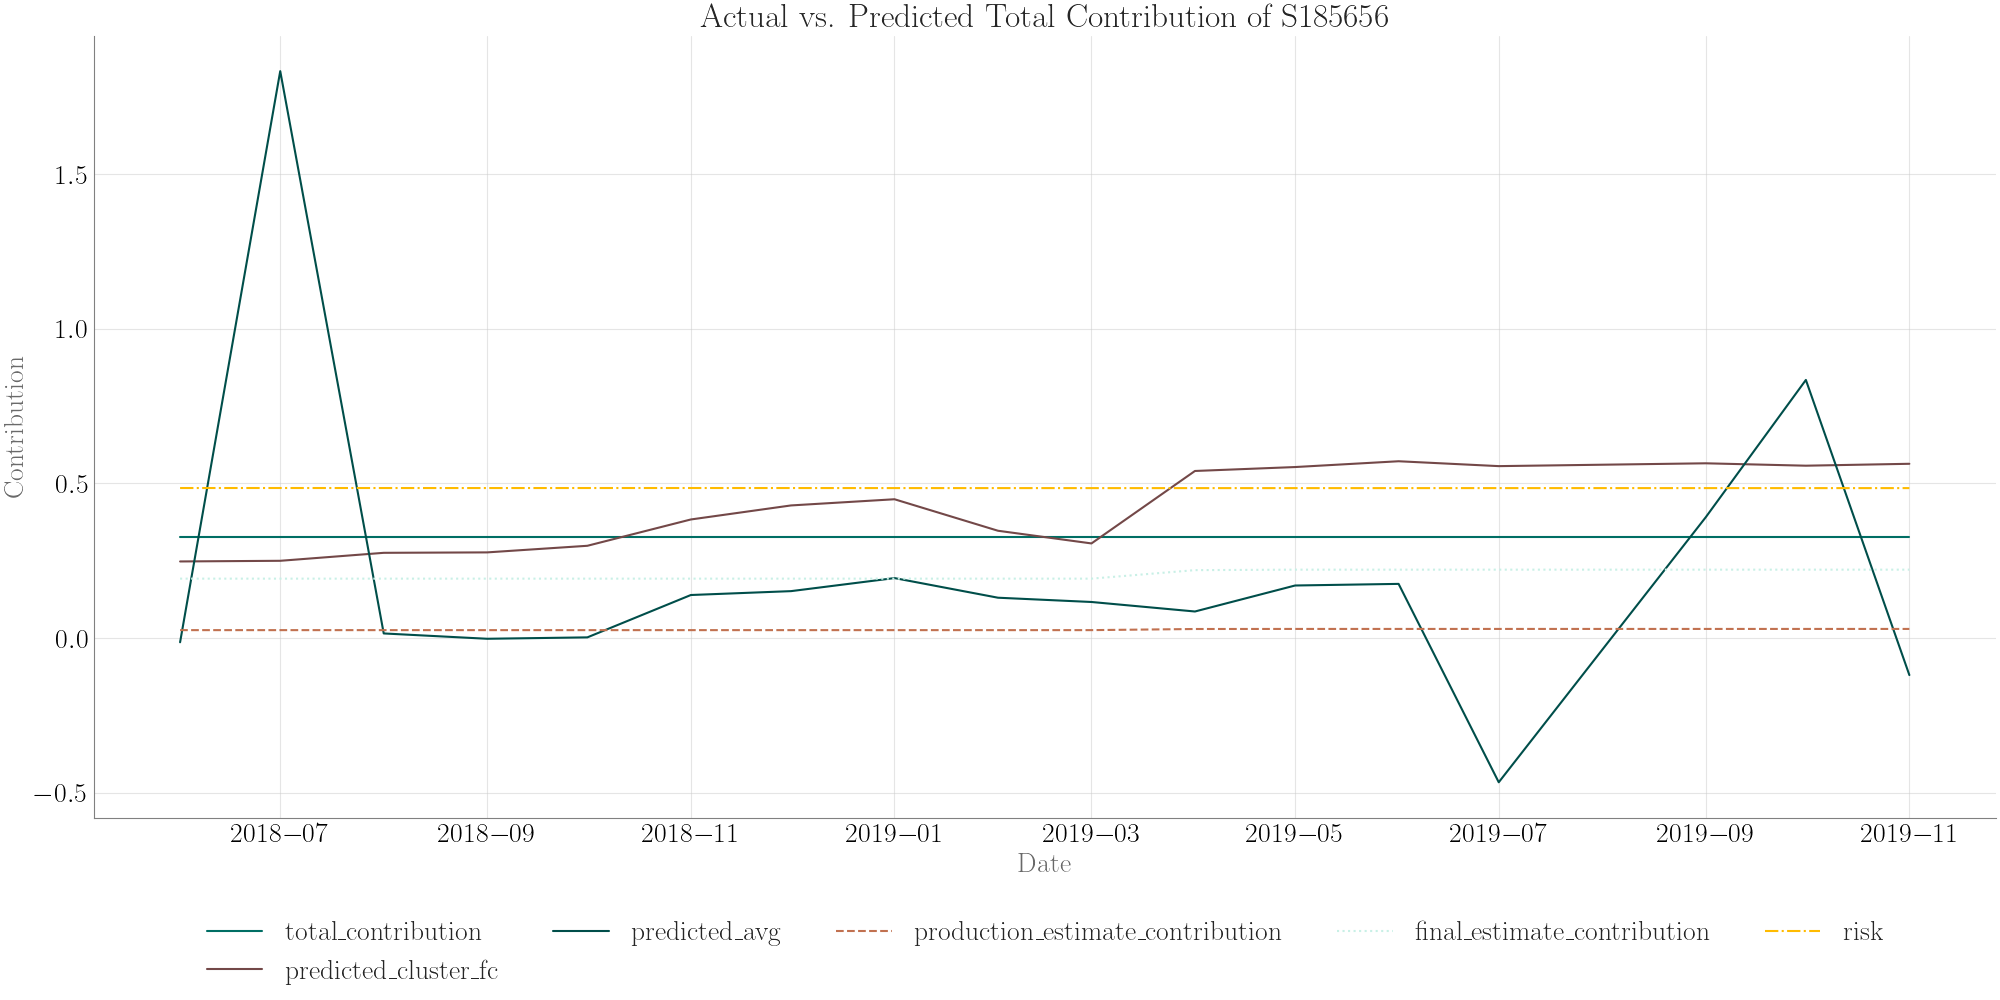 Actual vs. Predicted Total Contribution of S185656
Contribution
1.5
1.0
0.5
0.0
−0.5
2018−07 2018−09 2018−11 2019−01 2019−03 2019−05 2019−07 2019−09 2019−11
Date
total_contribution predicted_avg production_estimate_contribution final_estimate_contribution risk
predicted_cluster_fc